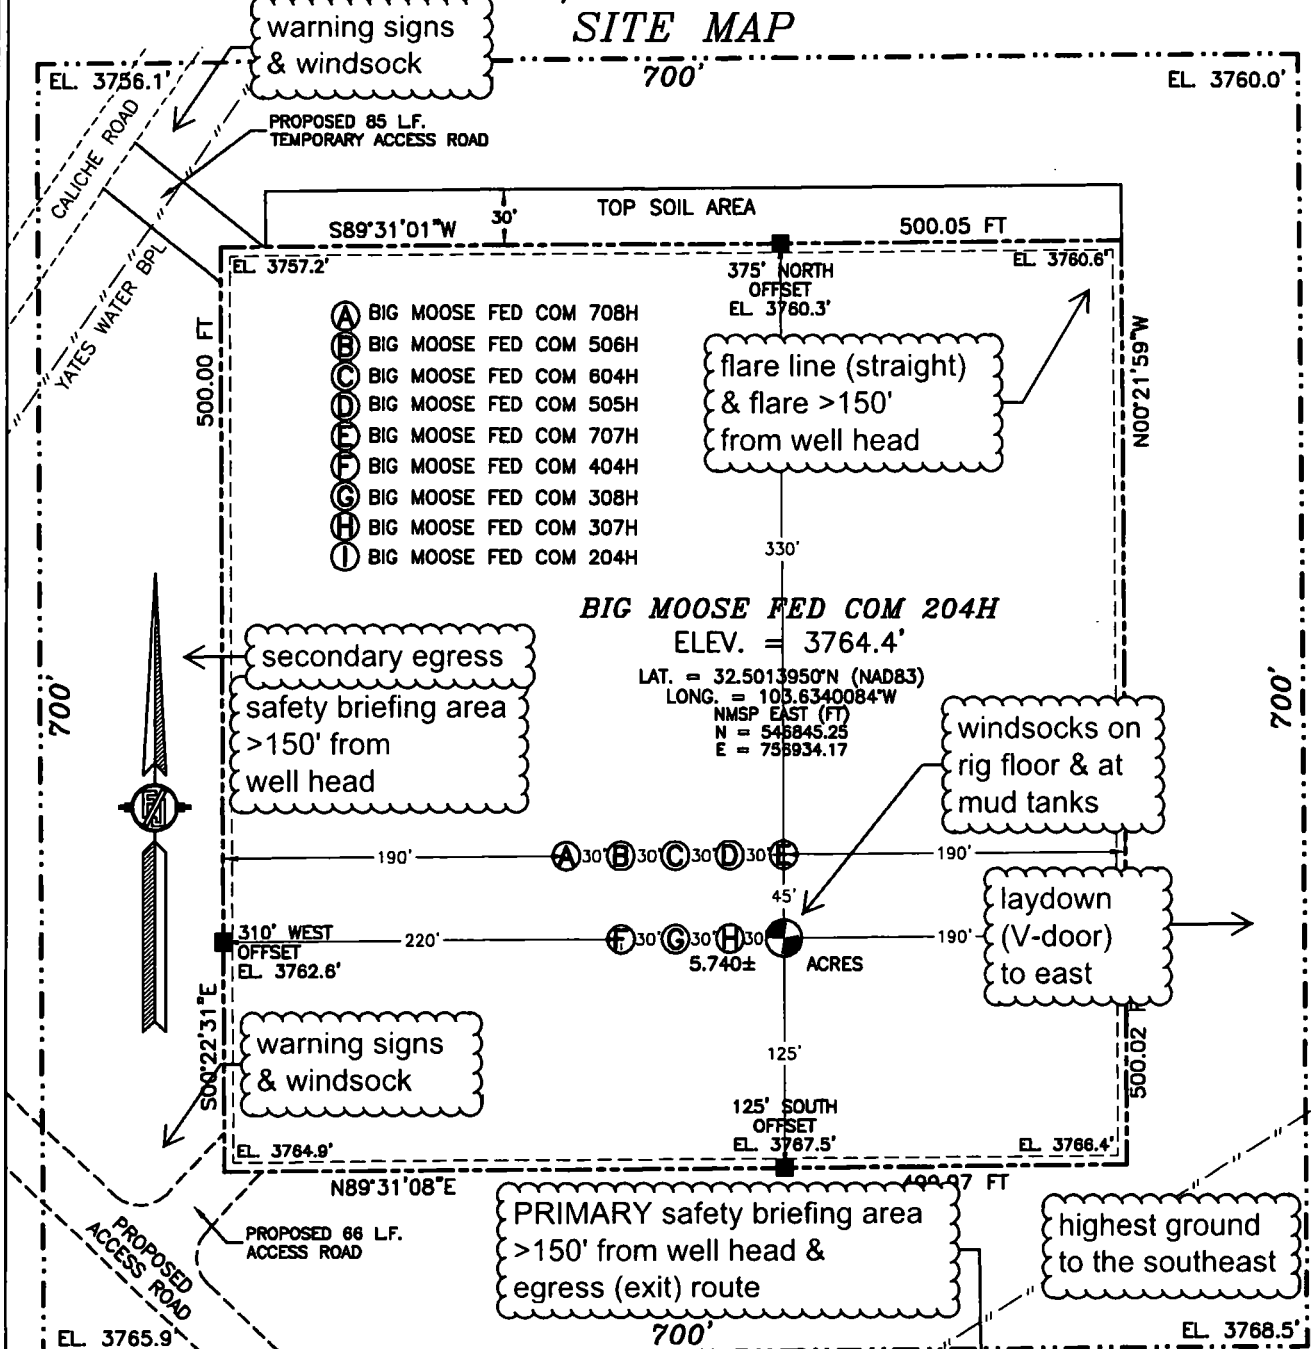 SITE MAP
warning signs
& windsock
700'
EL. 3756.1'
EL. 3760.0'
CALICHE ROAD
PROPOSED 85 L.F.
TEMPORARY ACCESS ROAD
YATES WATER BPL
TOP SOIL AREA
30'
S89°31'01"W
500.05 FT
EL. 3757.2'
EL. 3760.6'
375' NORTH
OFFSET
EL. 3760.3'
500.00 FT
N00°21'59"W
A BIG MOOSE FED COM 708H
B BIG MOOSE FED COM 506H
C BIG MOOSE FED COM 604H
D BIG MOOSE FED COM 505H
E BIG MOOSE FED COM 707H
F BIG MOOSE FED COM 404H
G BIG MOOSE FED COM 308H
H BIG MOOSE FED COM 307H
I BIG MOOSE FED COM 204H
flare line (straight)
& flare >150'
from well head
330'
BIG MOOSE FED COM 204H
ELEV. = 3764.4'
LAT. = 32.5013950°N (NAD83)
LONG. = 103.6340084°W
NMSP EAST (FT)
N = 546845.25
E = 756934.17
secondary egress
safety briefing area
>150' from
well head
700'
700'
windsocks on
rig floor & at
mud tanks
190' A 30' B 30' C 30' D 30' E 190'
45'
laydown
(V-door)
to east
310' WEST
OFFSET
EL. 3762.6'
220' F 30' G 30' H 30 190'
5.740± ACRES
S00°22'31"E
500.02 F
warning signs
& windsock
125'
125' SOUTH
OFFSET
EL. 3767.5'
EL. 3764.9'
EL. 3766.4'
N89°31'08"E
499.97 FT
PROPOSED
ACCESS ROAD
PROPOSED 66 L.F.
ACCESS ROAD
PRIMARY safety briefing area
>150' from well head &
egress (exit) route
highest ground
to the southeast
EL. 3765.9'
700'
EL. 3768.5'